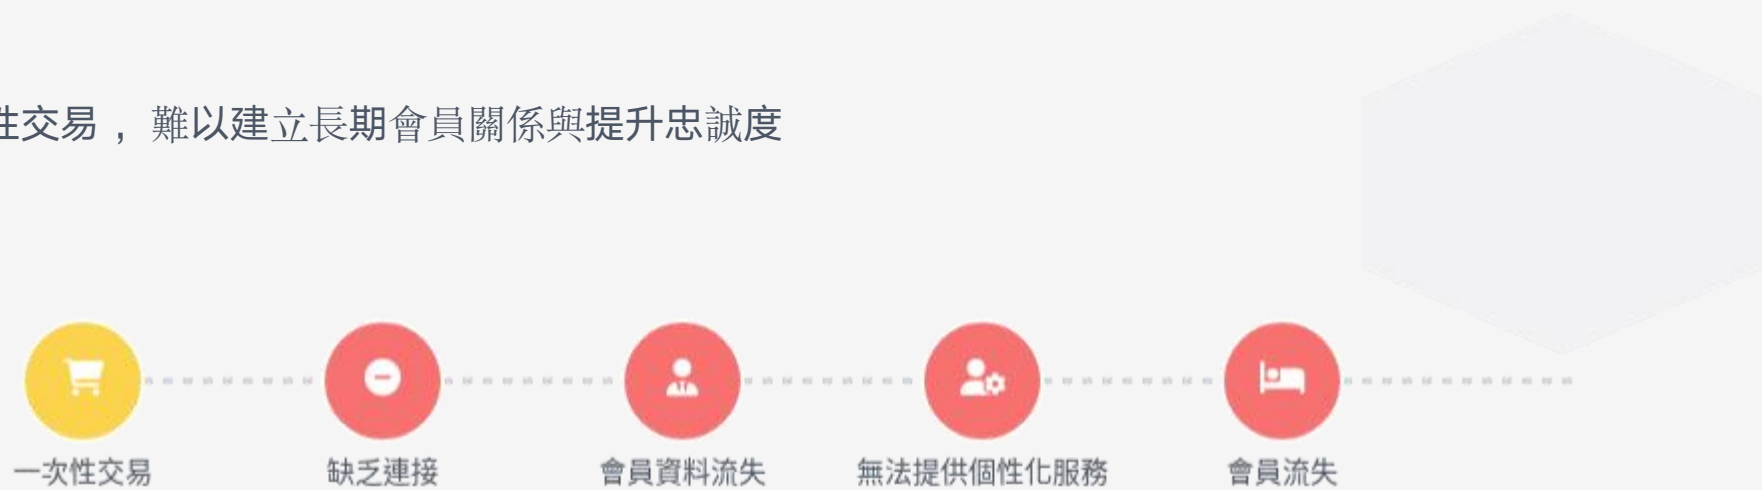 性交易， 難以建立長期會員關係與提升忠誠度
一次性交易
缺乏連接
會員資料流失
無法提供個性化服務
會員流失